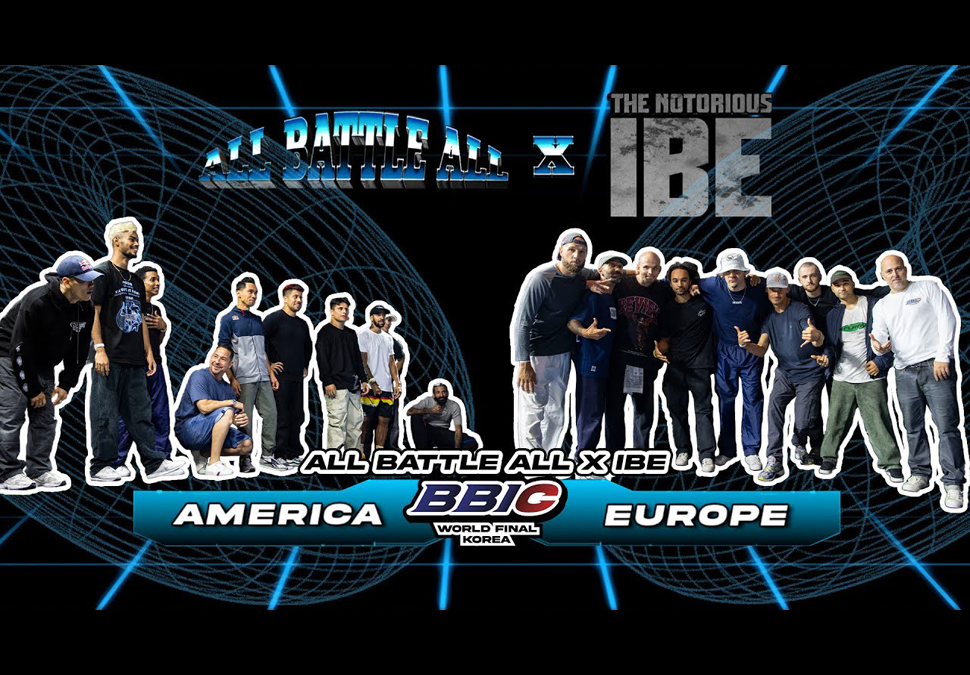 ALL BATTLE ALL X
THE NOTORIOUS
IBE
ALL BATTLE ALL X IBE
AMERICA
BBIC
WORLD FINAL
KOREA
EUROPE